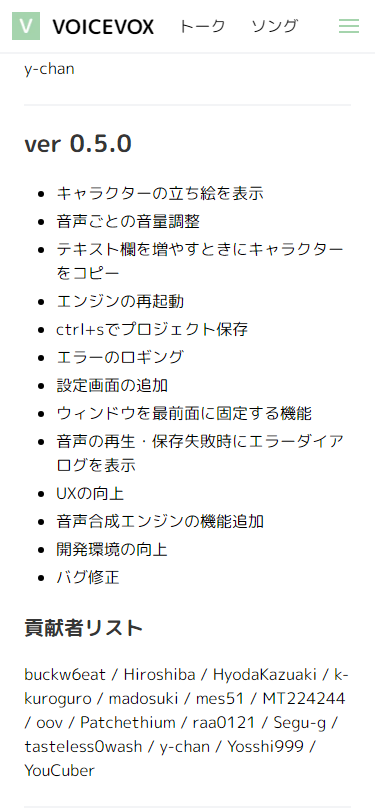 V VOICEVOX トーク ソング
y-chan
ver 0.5.0
キャラクターの立ち絵を表示
音声ごとの音量調整
テキスト欄を増やすときにキャラクター
をコピー
エンジンの再起動
ctrl+sでプロジェクト保存
エラーのロギング
設定画面の追加
ウィンドウを最前面に固定する機能
音声の再生・保存失敗時にエラーダイア
ログを表示
UXの向上
音声合成エンジンの機能追加
開発環境の向上
バグ修正
貢献者リスト
buckw6eat / Hiroshiba / HyodaKazuaki / k-
kuroguro / madosuki / mes51 / MT224244
/ oov / Patchethium / raa0121 / Segu-g /
tasteless0wash / y-chan / Yosshi999 /
YouCuber